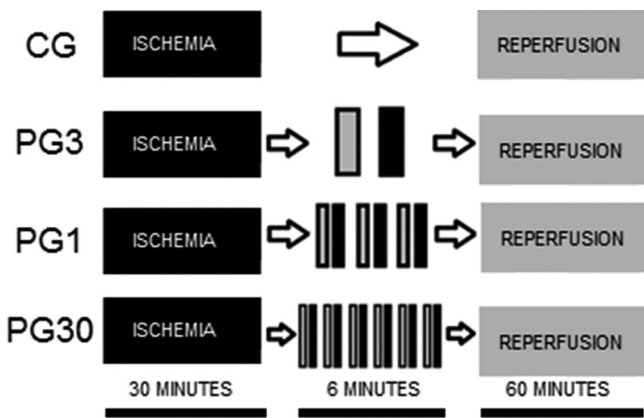 CG ISCHEMIA REPERFUSION
PG3 ISCHEMIA REPERFUSION
PG1 ISCHEMIA REPERFUSION
PG30 ISCHEMIA REPERFUSION
30 MINUTES 6 MINUTES 60 MINUTES